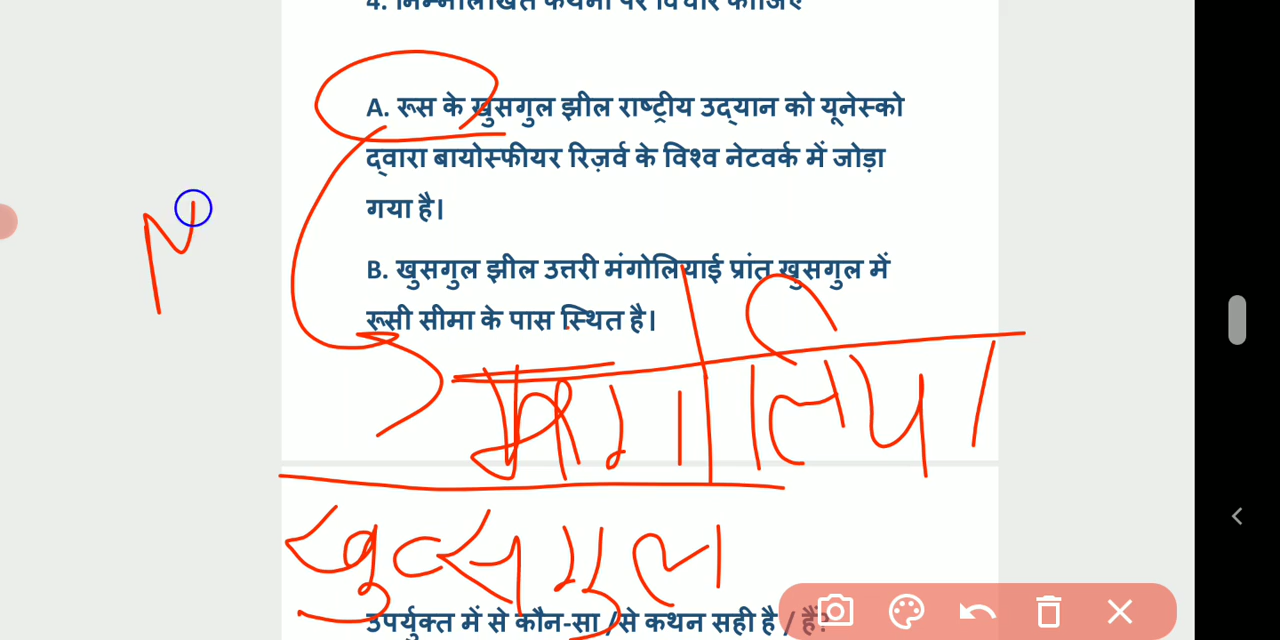 4. निम्नलिखित कथनों पर विचार कीजिए
A. रूस के खुसगुल झील राष्ट्रीय उद्यान को यूनेस्को
द्वारा बायोस्फीयर रिज़र्व के विश्व नेटवर्क में जोड़ा
गया है।
B. खुसगुल झील उत्तरी मंगोलियाई प्रांत खुसगुल में
रूसी सीमा के पास स्थित है।
खुत्सगुल
उपर्युक्त में से कौन-सा /से कथन सही है / हैं?